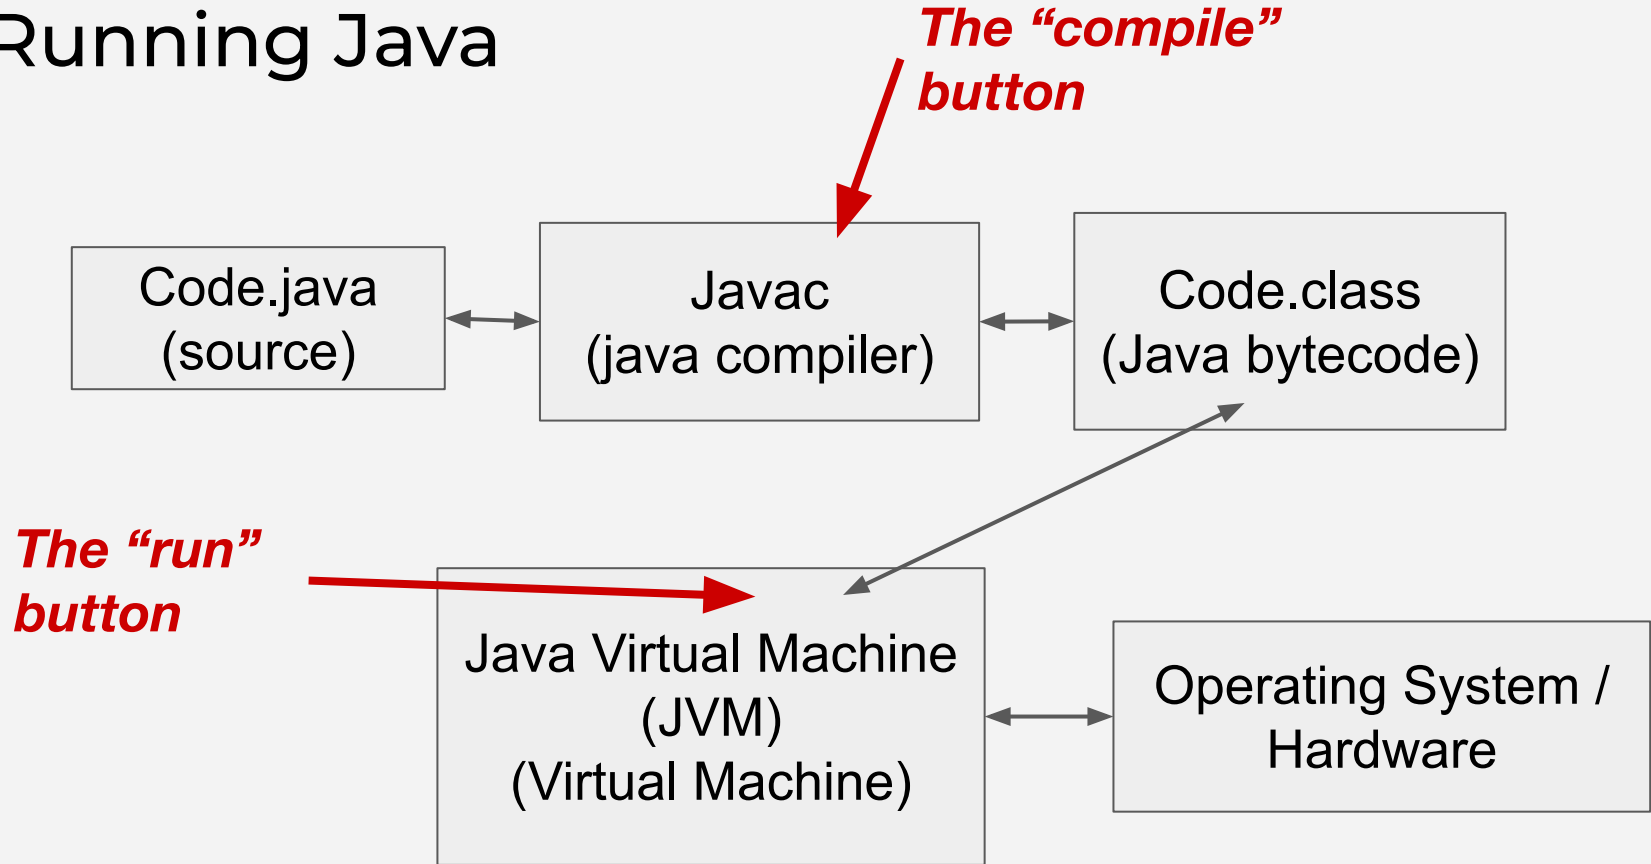 Running Java
The “compile”
button
Code.java
(source)
Javac
(java compiler)
Code.class
(Java bytecode)
The “run”
button
Java Virtual Machine
(JVM)
(Virtual Machine)
Operating System /
Hardware